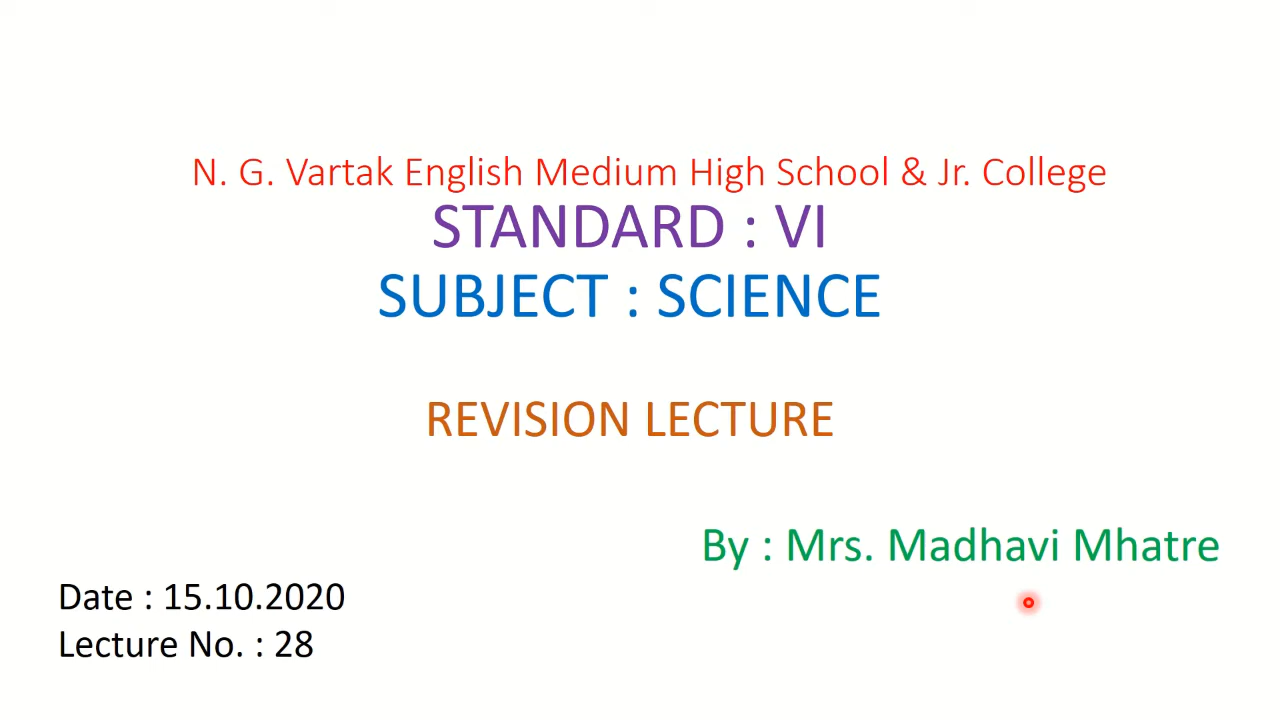 N. G. Vartak English Medium High School & Jr. College
STANDARD : VI
SUBJECT : SCIENCE
REVISION LECTURE
By : Mrs. Madhavi Mhatre
Date : 15.10.2020
Lecture No. : 28